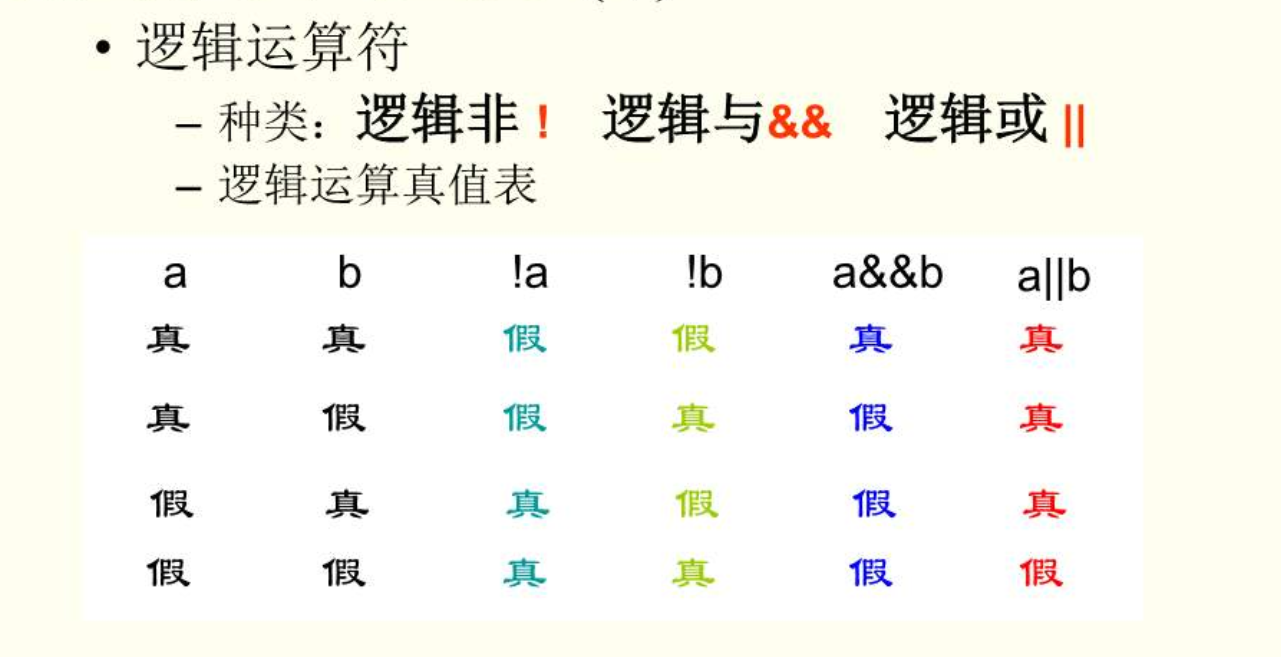 • 逻辑运算符
– 种类：逻辑非 ! 逻辑与&& 逻辑或 ||
– 逻辑运算真值表
a b !a !b a&&b a||b
真 真 假 假 真 真
真 假 假 真 假 真
假 真 真 假 假 真
假 假 真 真 假 假